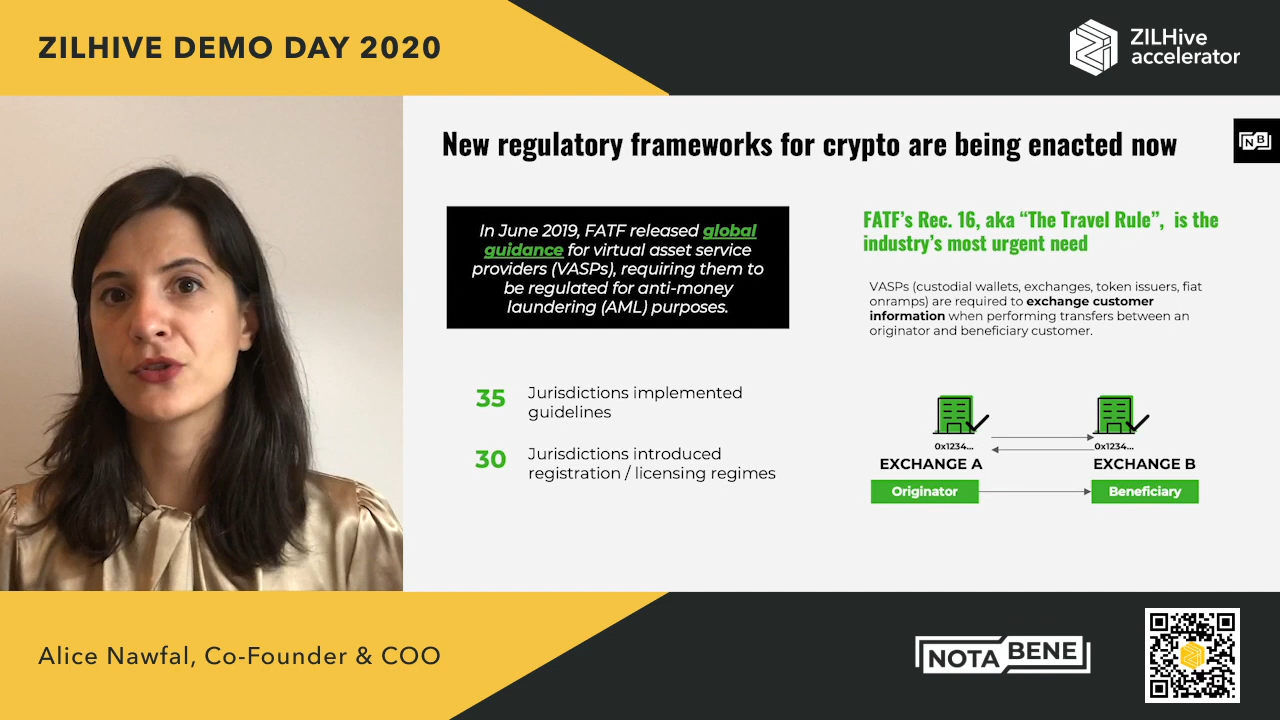 ZILHIVE DEMO DAY 2020
ZILHive
accelerator
New regulatory frameworks for crypto are being enacted now
NB
In June 2019, FATF released global
guidance for virtual asset service
providers (VASPs), requiring them to
be regulated for anti-money
laundering (AML) purposes.
35 Jurisdictions implemented
guidelines
30 Jurisdictions introduced
registration / licensing regimes
FATF's Rec. 16, aka “The Travel Rule”, is the
industry's most urgent need
VASPs (custodial wallets, exchanges, token issuers, fiat
onramps) are required to exchange customer
information when performing transfers between an
originator and beneficiary customer.
0x1234... 0x1234...
EXCHANGE A EXCHANGE B
Originator Beneficiary
Alice Nawfal, Co-Founder & COO
NOTA BENE